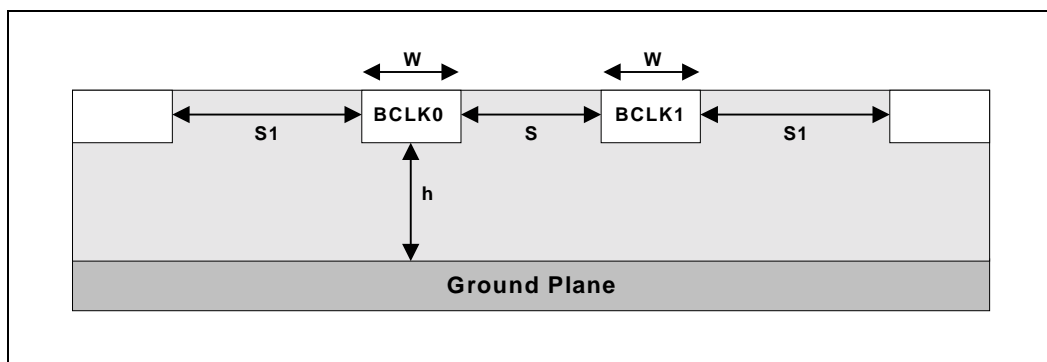 W W
BCLK0 BCLK1
S1 S S1
h
Ground Plane